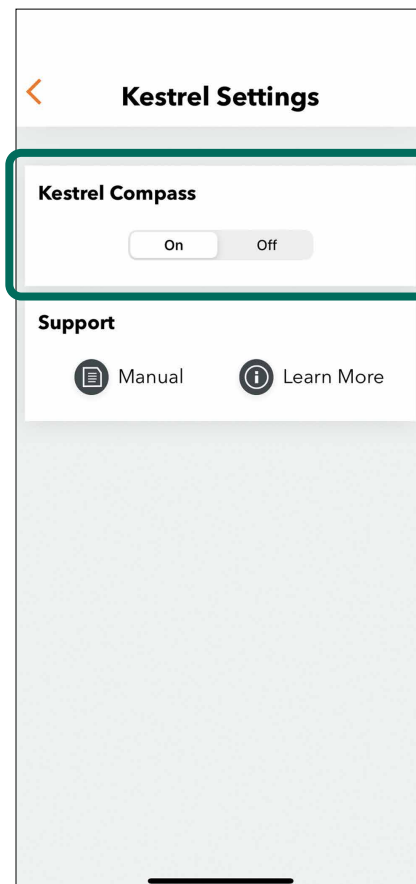 Kestrel Settings
Kestrel Compass
On Off
Support
Manual Learn More